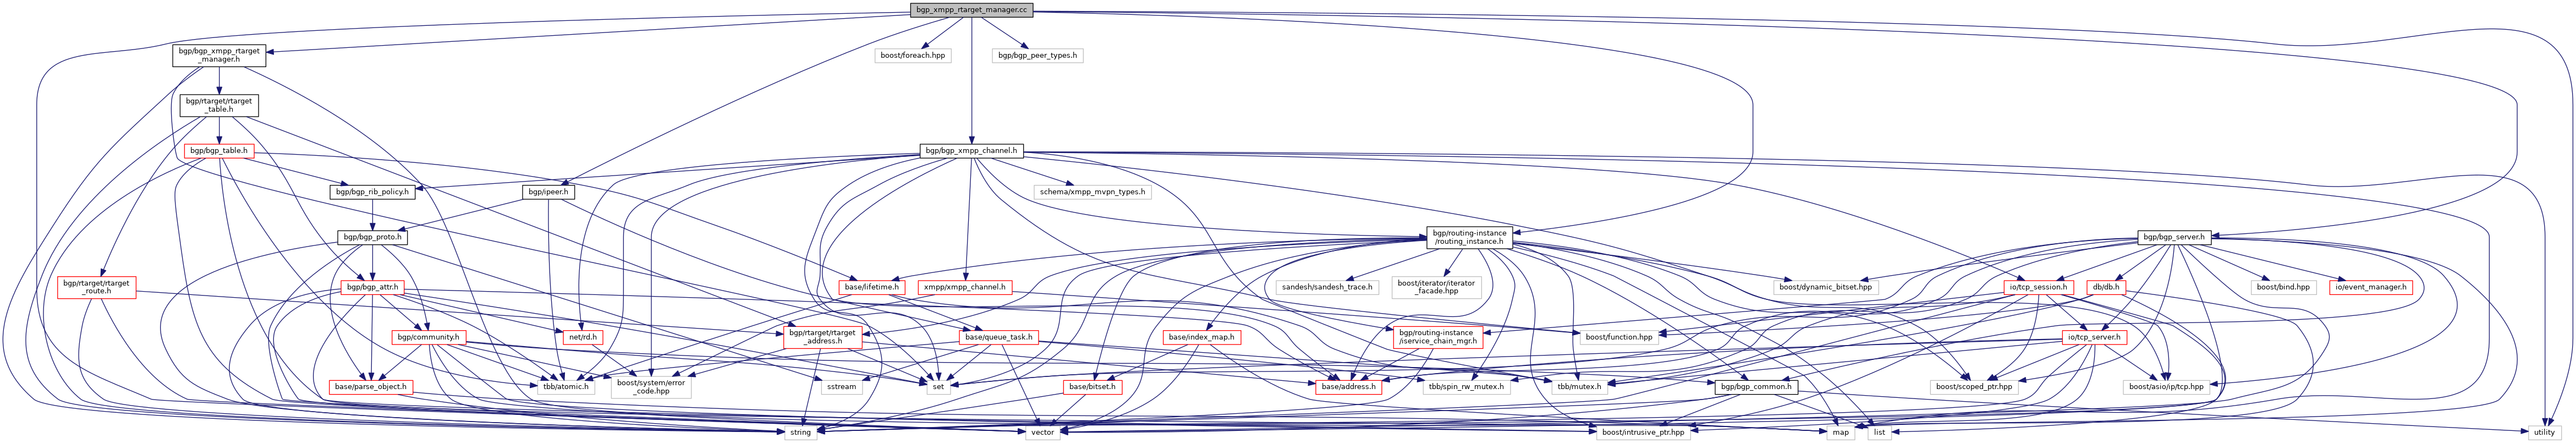 bgp_xmpp_rtarget_manager.cc
bgp/bgp_xmpp_rtarget
_manager.h
boost/foreach.hpp
bgp/bgp_peer_types.h
bgp/rtarget/rtarget
_table.h
bgp/bgp_table.h
bgp/bgp_xmpp_channel.h
bgp/bgp_rib_policy.h
bgp/ipeer.h
schema/xmpp_mvpn_types.h
bgp/bgp_proto.h
bgp/routing-instance
/routing_instance.h
bgp/bgp_server.h
bgp/rtarget/rtarget
_route.h
bgp/bgp_attr.h
base/lifetime.h
xmpp/xmpp_channel.h
sandesh/sandesh_trace.h
boost/iterator/iterator
_facade.hpp
boost/dynamic_bitset.hpp
io/tcp_session.h
db/db.h
boost/bind.hpp
io/event_manager.h
bgp/community.h
net/rd.h
bgp/rtarget/rtarget
_address.h
base/queue_task.h
base/index_map.h
bgp/routing-instance
/iservice_chain_mgr.h
boost/function.hpp
io/tcp_server.h
base/parse_object.h
tbb/atomic.h
boost/system/error
_code.hpp
sstream
set
base/bitset.h
base/address.h
tbb/spin_rw_mutex.h
tbb/mutex.h
bgp/bgp_common.h
boost/scoped_ptr.hpp
boost/asio/ip/tcp.hpp
string
vector
boost/intrusive_ptr.hpp
map
list
utility